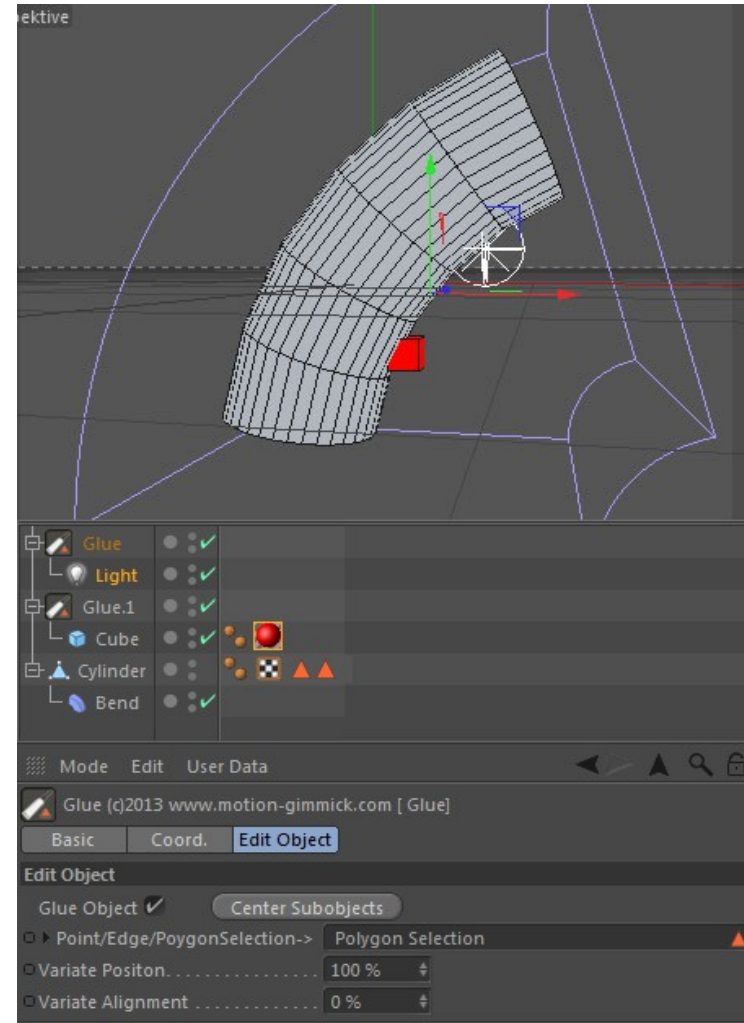 ektive
Glue
Light
Glue.1
Cube
Cylinder
Bend
Mode Edit User Data
Glue (c)2013 www.motion-gimmick.com [ Glue]
Basic Coord. Edit Object
Edit Object
Glue Object Center Subobjects
Point/Edge/PoygonSelection-> Polygon Selection
Variate Positon................ 100 %
Variate Alignment ............. 0 %